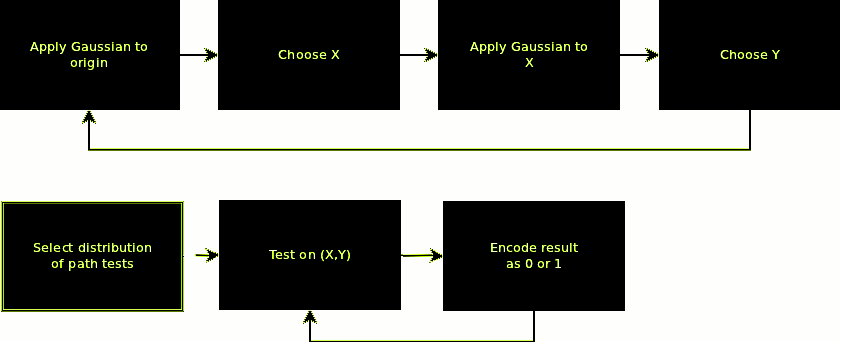 Apply Gaussian to
origin
Choose X
Apply Gaussian to
X
Choose Y
Select distribution
of path tests
Test on (X,Y)
Encode result
as 0 or 1